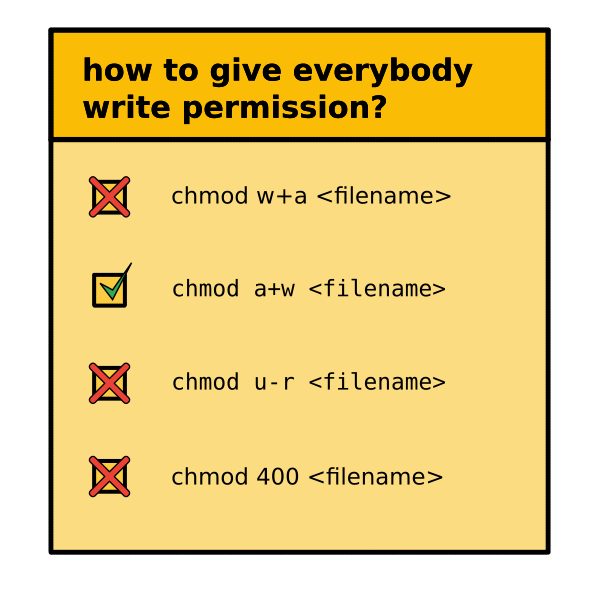 how to give everybody
write permission?
chmod w+a <filename>
chmod a+w <filename>
chmod u-r <filename>
chmod 400 <filename>